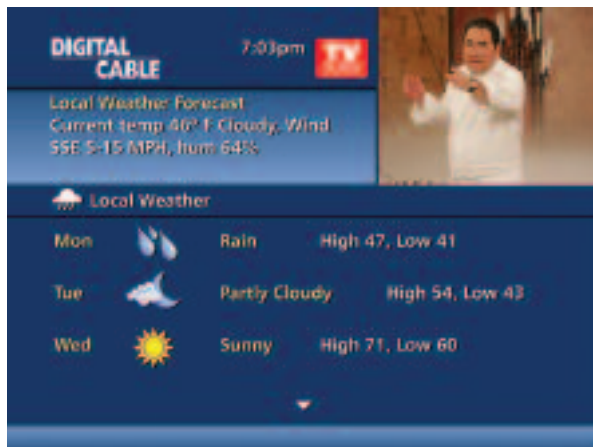 DIGITAL
CABLE
7:03pm
TV
Local Weather Forecast
Current temp 46° F Cloudy, Wind
SSE 5-15 MPH, hum 64%
Local Weather
Mon Rain High 47, Low 41
Tue Partly Cloudy High 54, Low 43
Wed Sunny High 71, Low 60